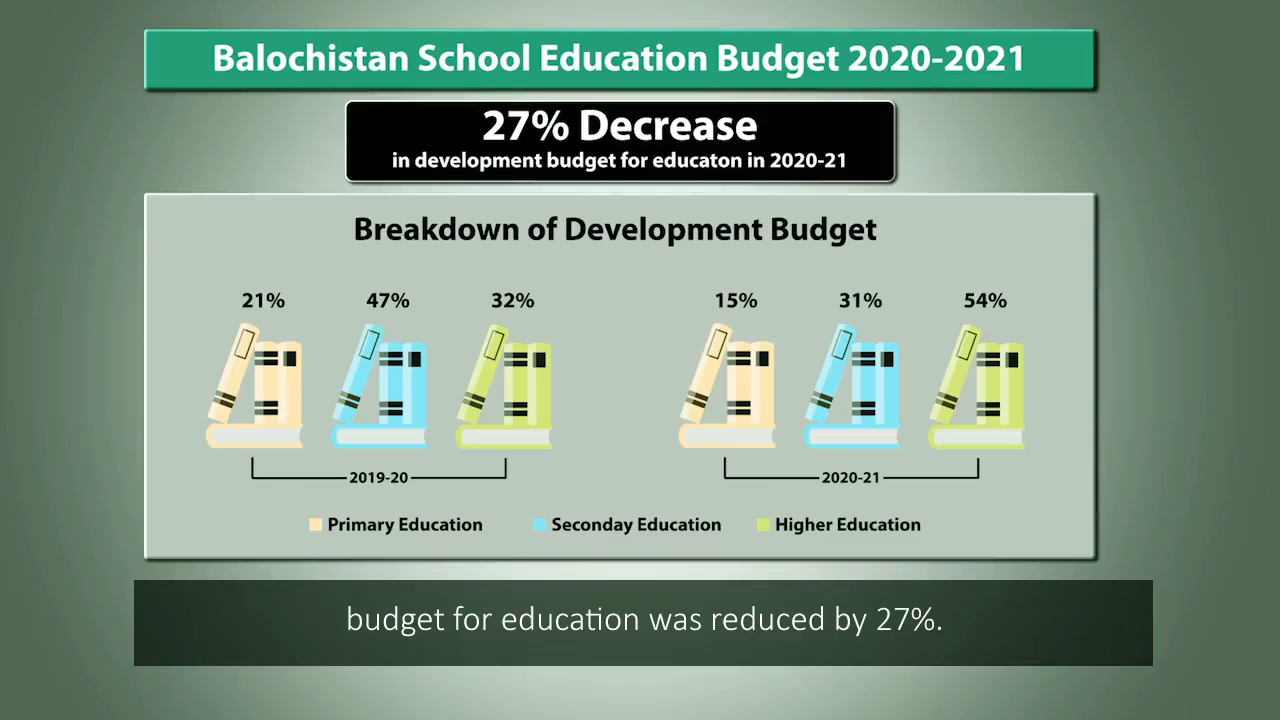 Balochistan School Education Budget 2020-2021
27% Decrease
in development budget for educaton in 2020-21
Breakdown of Development Budget
21% 47% 32% 15% 31% 54%
2019-20 2020-21
Primary Education Seconday Education Higher Education
budget for education was reduced by 27%.